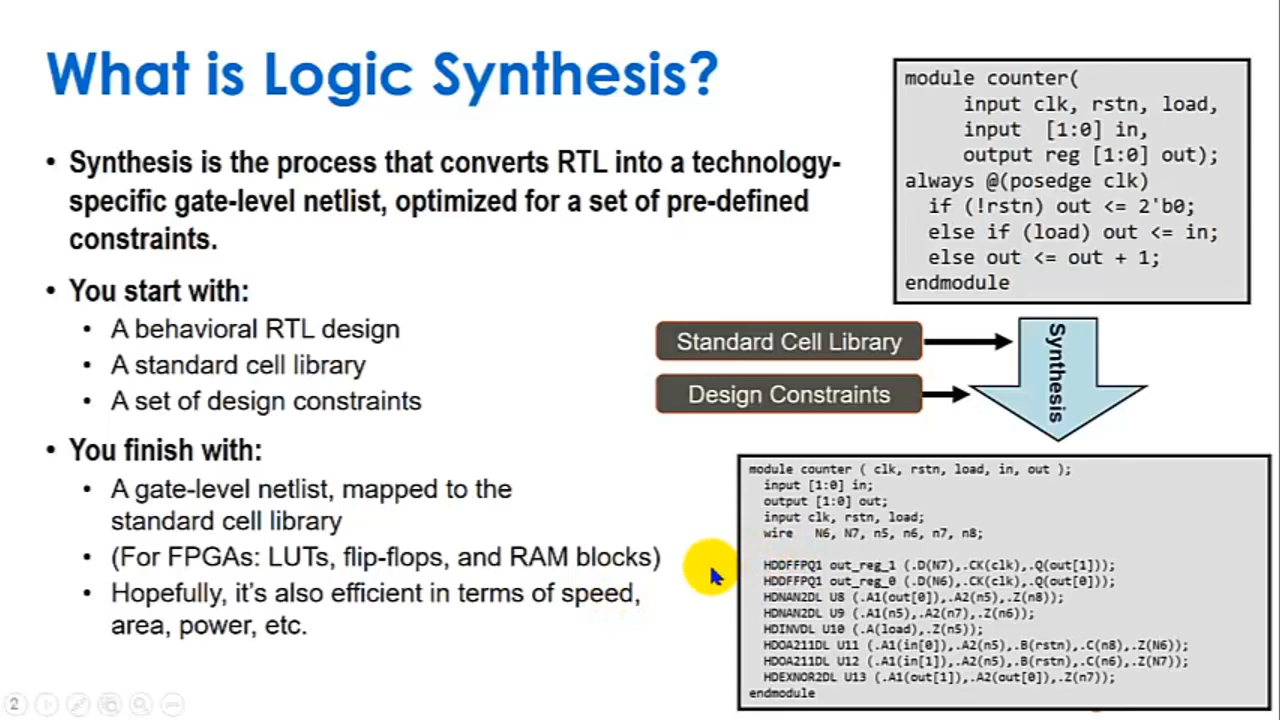 What is Logic Synthesis?
• Synthesis is the process that converts RTL into a technology-
specific gate-level netlist, optimized for a set of pre-defined
constraints.
• You start with:
• A behavioral RTL design
• A standard cell library
• A set of design constraints
• You finish with:
• A gate-level netlist, mapped to the
standard cell library
• (For FPGAs: LUTs, flip-flops, and RAM blocks)
• Hopefully, it's also efficient in terms of speed,
area, power, etc.
module counter(
input clk, rstn, load,
input [1:0] in,
output reg [1:0] out);
always @(posedge clk)
if (!rstn) out <= 2'b0;
else if (load) out <= in;
else out <= out + 1;
endmodule
Standard Cell Library
Design Constraints
Synthesis
module counter ( clk, rstn, load, in, out );
input [1:0] in;
output [1:0] out;
input clk, rstn, load;
wire N6, N7, n5, n6, n7, n8;
HDDFFPQ1 out_reg_1 (.D(N7),.CK(clk),.Q(out[1]));
HDDFFPQ1 out_reg_0 (.D(N6),.CK(clk),.Q(out[0]));
HDNAN2DL U8 (.A1(out[0]),.A2(n5),.Z(n8));
HDNAN2DL U9 (.A1(n5),.A2(n7),.Z(n6));
HDINVDL U10 (.A(load),.Z(n5));
HDOA211DL U11 (.A1(in[0]),.A2(n5),.B(rstn),.C(n8),.Z(N6));
HDOA211DL U12 (.A1(in[1]),.A2(n5),.B(rstn),.C(n6),.Z(N7));
HDEXNOR2DL U13 (.A1(out[1]),.A2(out[0]),.Z(n7));
endmodule
2